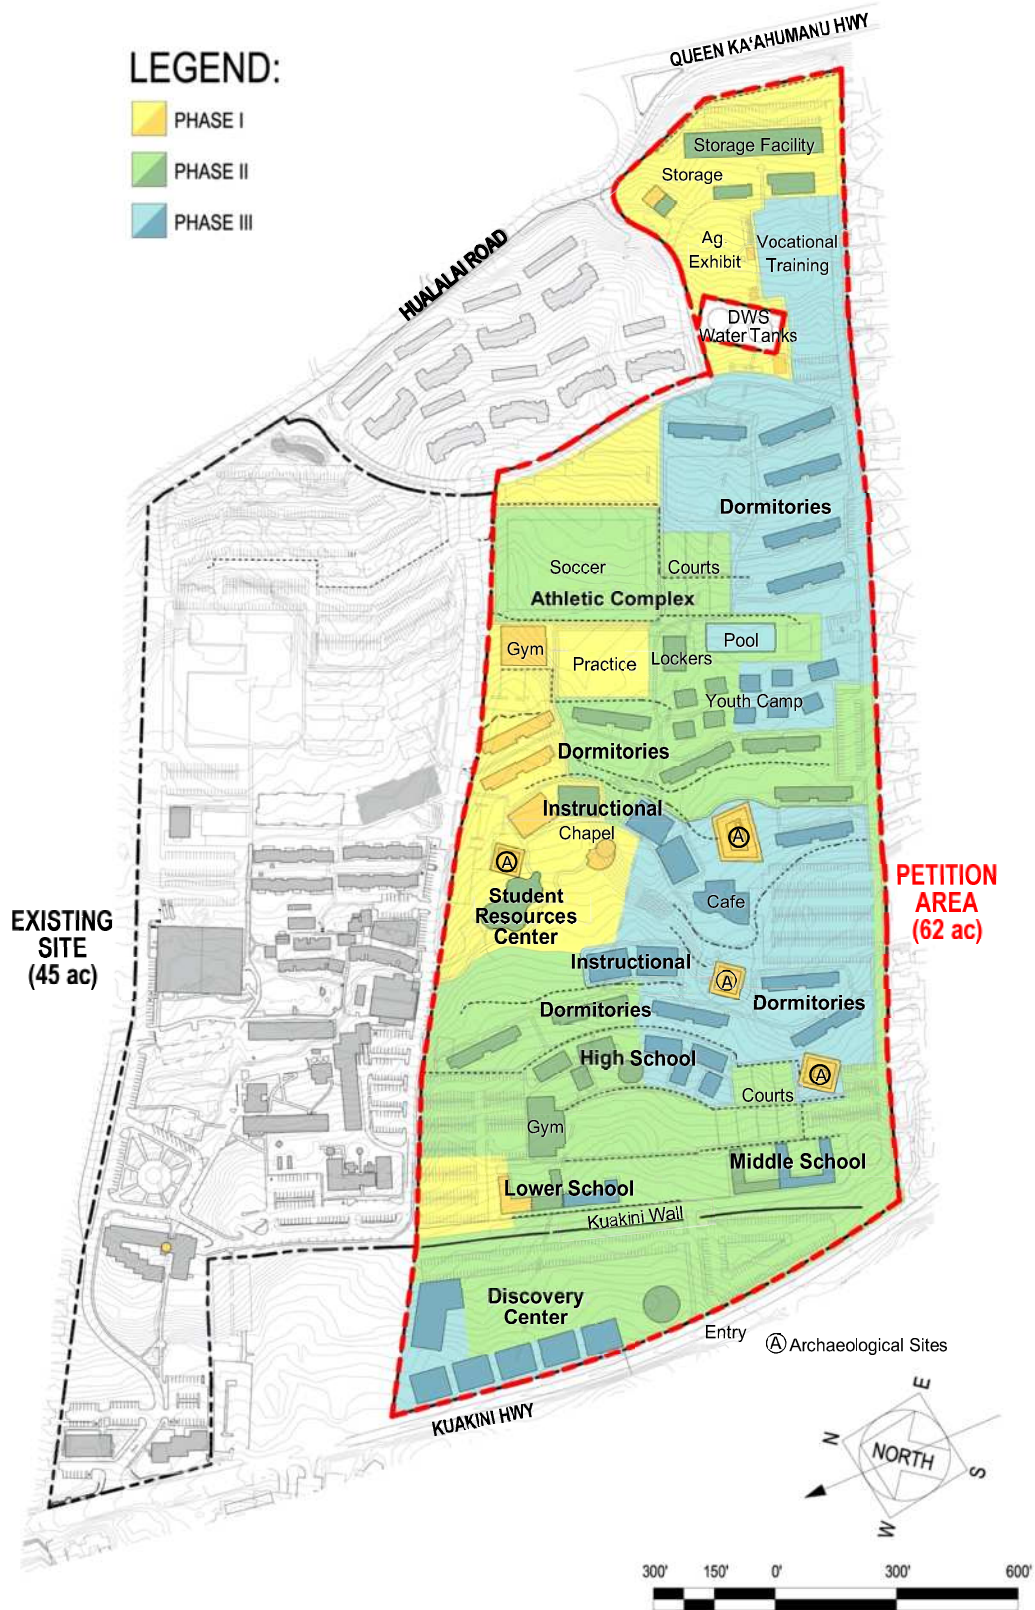 QUEEN KA'AHUMANU HWY
LEGEND:
PHASE I
PHASE II
PHASE III
Storage Facility
Storage
Ag
Exhibit
Vocational
Training
HUALALAI ROAD
DWS
Water Tanks
Dormitories
Soccer
Courts
Athletic Complex
Gym
Practice
Lockers
Pool
Youth Camp
Dormitories
Instructional
Chapel
A
A
Student
Resources
Center
Cafe
PETITION
AREA
(62 ac)
EXISTING
SITE
(45 ac)
Instructional
A
Dormitories
Dormitories
High School
A
Courts
Gym
Middle School
Lower School
Kuakini Wall
Discovery
Center
Entry
A Archaeological Sites
KUAKINI HWY
E
N
NORTH
S
W
300' 150' 0' 300' 600'